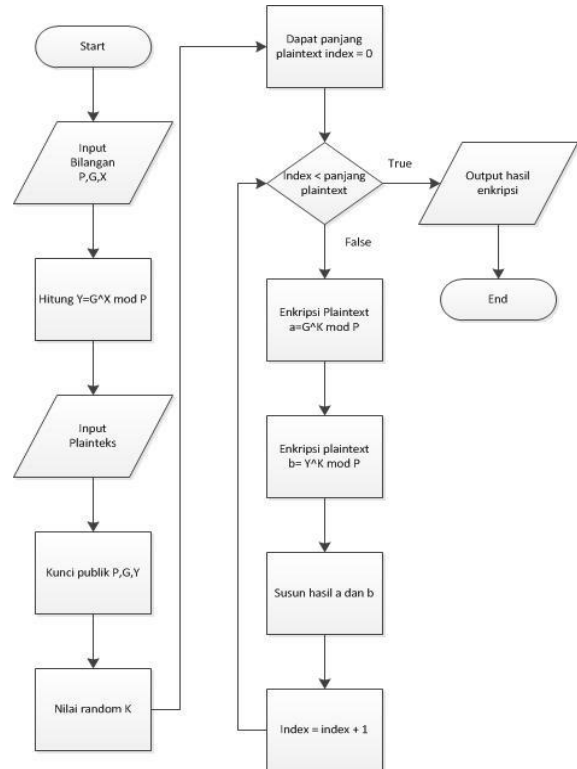 Start
Input
Bilangan
P,G,X
Hitung Y=G^X mod P
Input
Plainteks
Kunci publik P,G,Y
Nilai random K
Dapat panjang
plaintext index = 0
Index < panjang
plaintext
True
False
Output hasil
enkripsi
End
Enkripsi Plaintext
a=G^K mod P
Enkripsi plaintext
b= Y^K mod P
Susun hasil a dan b
Index = index + 1